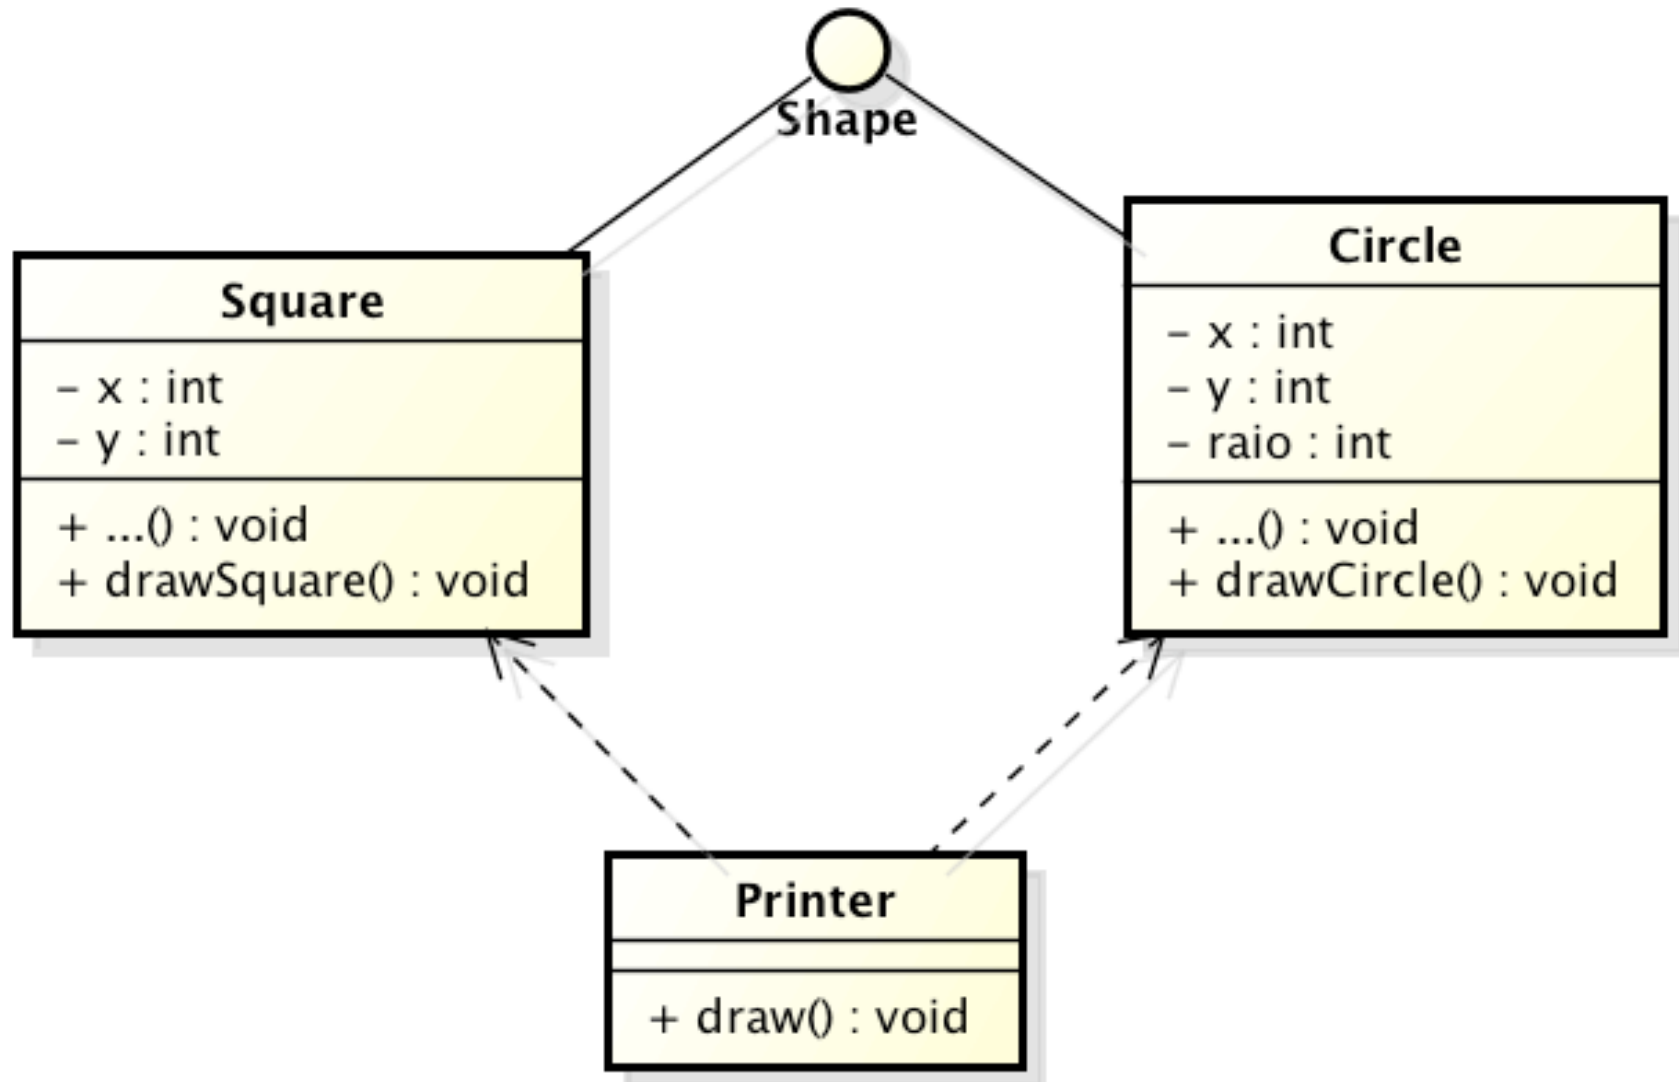 Shape
Square
– x : int
– y : int
+ ...() : void
+ drawSquare() : void
Circle
– x : int
– y : int
– raio : int
+ ...() : void
+ drawCircle() : void
Printer
+ draw() : void